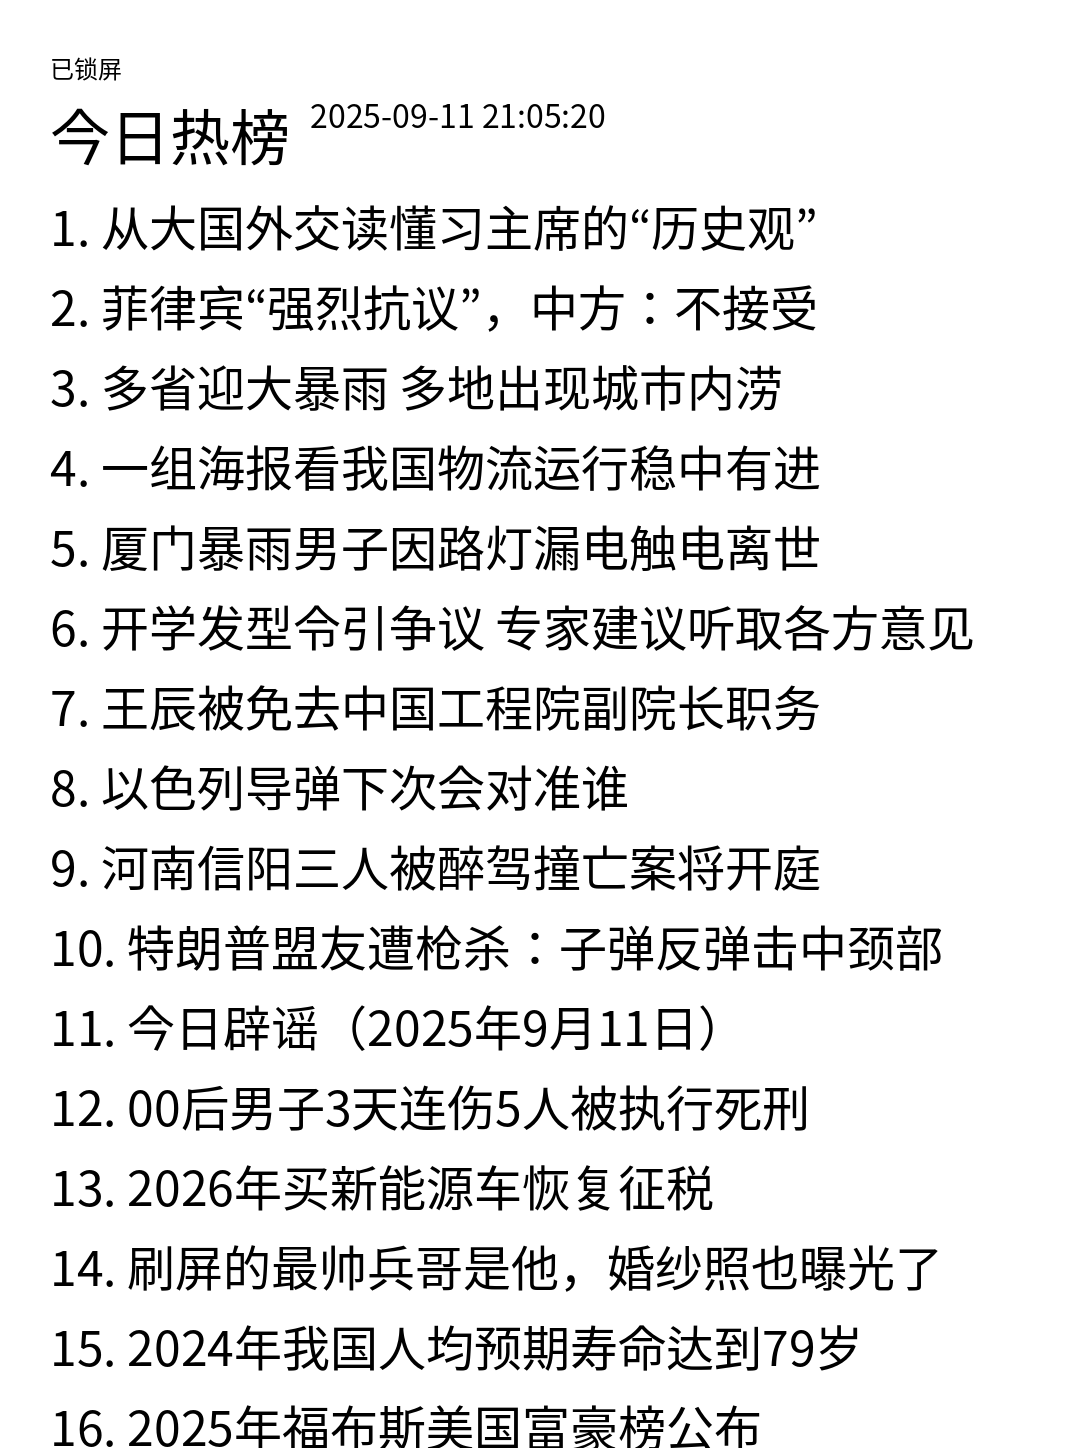 已锁屏
今日热榜 2025-09-11 21:05:20
1. 从大国外交读懂习主席的“历史观”
2. 菲律宾“强烈抗议”，中方：不接受
3. 多省迎大暴雨 多地出现城市内涝
4. 一组海报看我国物流运行稳中有进
5. 厦门暴雨男子因路灯漏电触电离世
6. 开学发型令引争议 专家建议听取各方意见
7. 王辰被免去中国工程院副院长职务
8. 以色列导弹下次会对准谁
9. 河南信阳三人被醉驾撞亡案将开庭
10. 特朗普盟友遭枪杀：子弹反弹击中颈部
11. 今日辟谣（2025年9月11日）
12. 00后男子3天连伤5人被执行死刑
13. 2026年买新能源车恢复征税
14. 刷屏的最帅兵哥是他，婚纱照也曝光了
15. 2024年我国人均预期寿命达到79岁
16. 2025年福布斯美国富豪榜公布